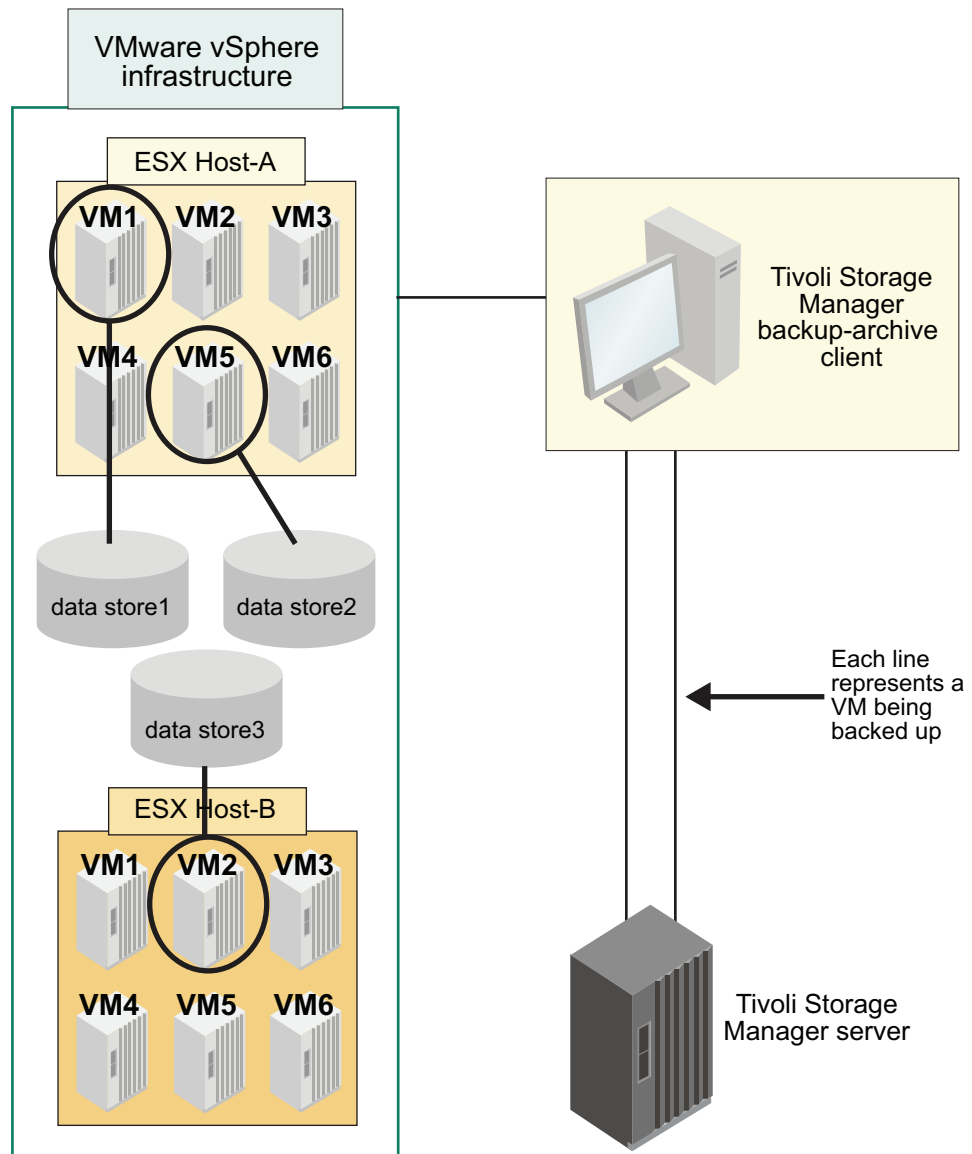 VMware vSphere
infrastructure
ESX Host-A
VM1 VM2 VM3
VM4 VM5 VM6
data store1 data store2
data store3
ESX Host-B
VM1 VM2 VM3
VM4 VM5 VM6
Tivoli Storage
Manager
backup-archive
client
Each line
represents a
VM being
backed up
Tivoli Storage
Manager server